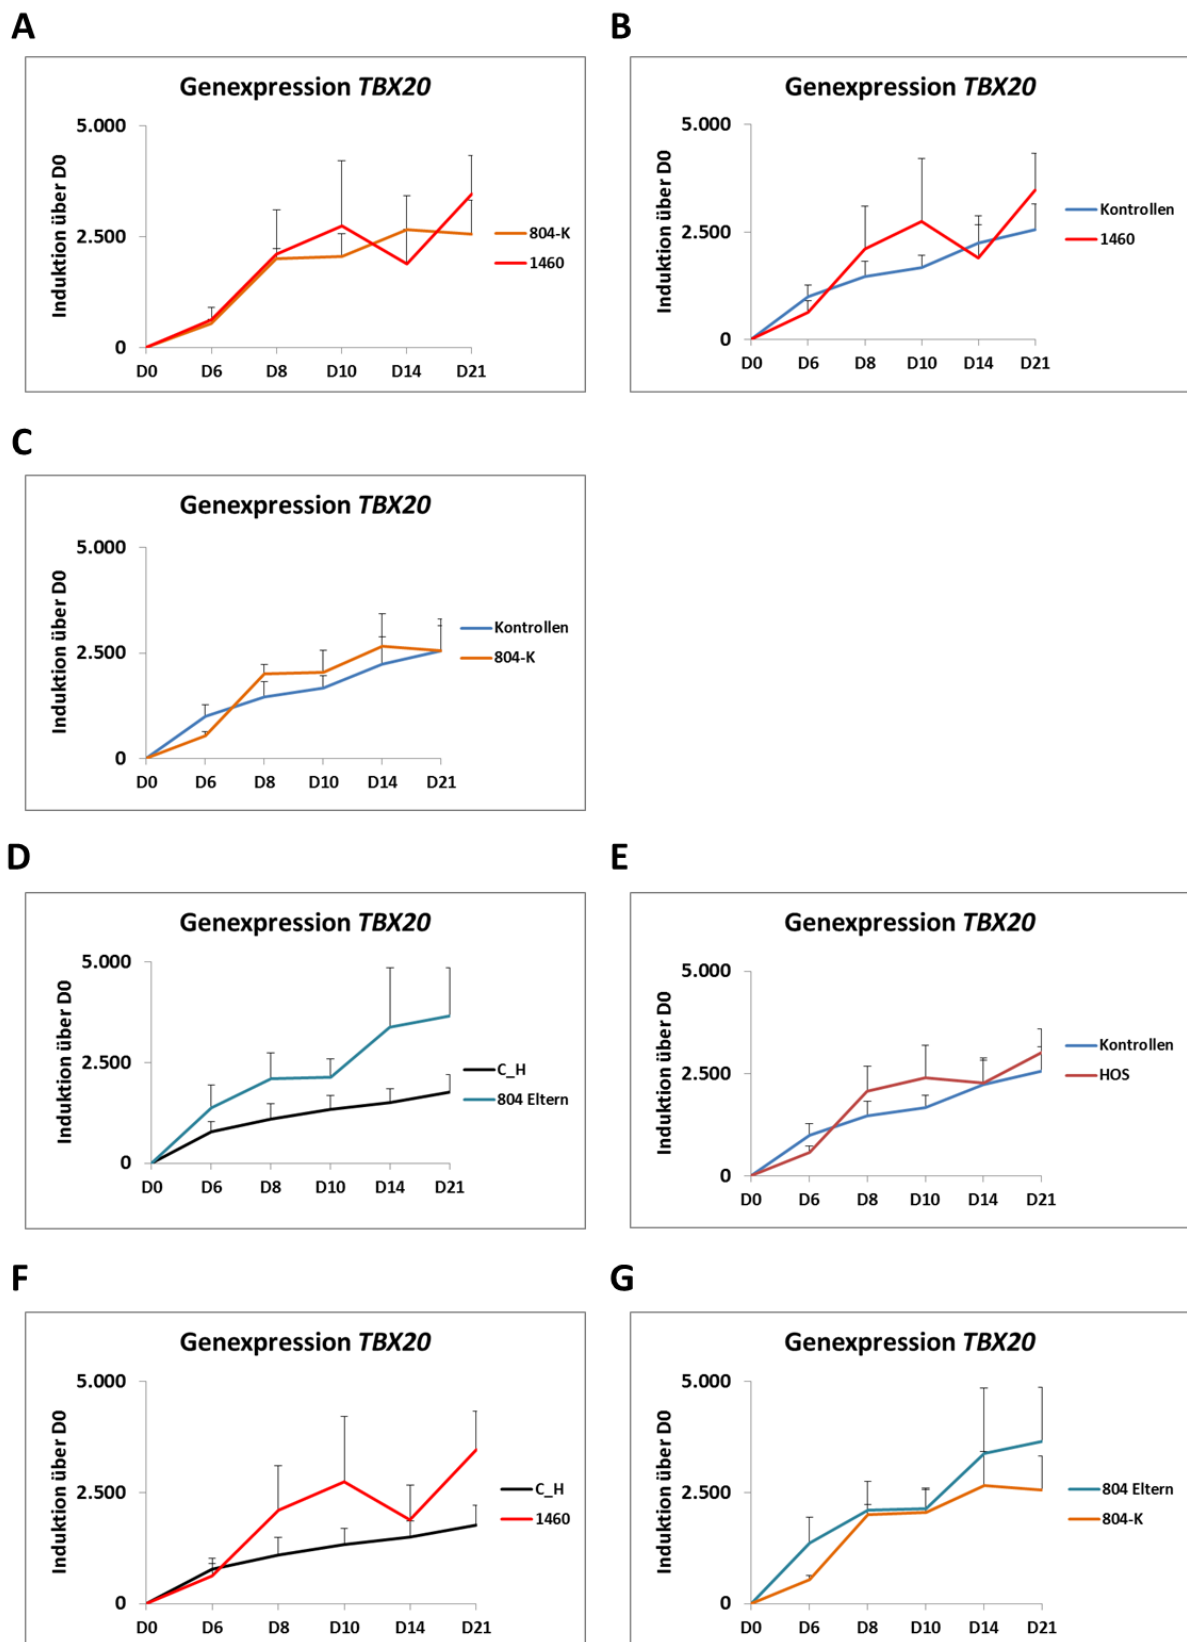 A
Genexpression TBX20
Induktion über D0
5.000
2.500
0
D0 D6 D8 D10 D14 D21
804-K
1460
B
Genexpression TBX20
Induktion über D0
5.000
2.500
0
D0 D6 D8 D10 D14 D21
Kontrollen
1460
C
Genexpression TBX20
Induktion über D0
5.000
2.500
0
D0 D6 D8 D10 D14 D21
Kontrollen
804-K
D
Genexpression TBX20
Induktion über D0
5.000
2.500
0
D0 D6 D8 D10 D14 D21
C_H
804 Eltern
E
Genexpression TBX20
Induktion über D0
5.000
2.500
0
D0 D6 D8 D10 D14 D21
Kontrollen
HOS
F
Genexpression TBX20
Induktion über D0
5.000
2.500
0
D0 D6 D8 D10 D14 D21
C_H
1460
G
Genexpression TBX20
Induktion über D0
5.000
2.500
0
D0 D6 D8 D10 D14 D21
804 Eltern
804-K